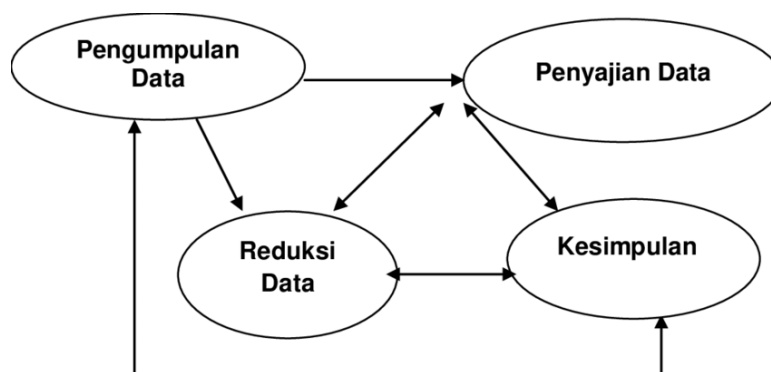 Pengumpulan
Data
Penyajian Data
Reduksi
Data
Kesimpulan